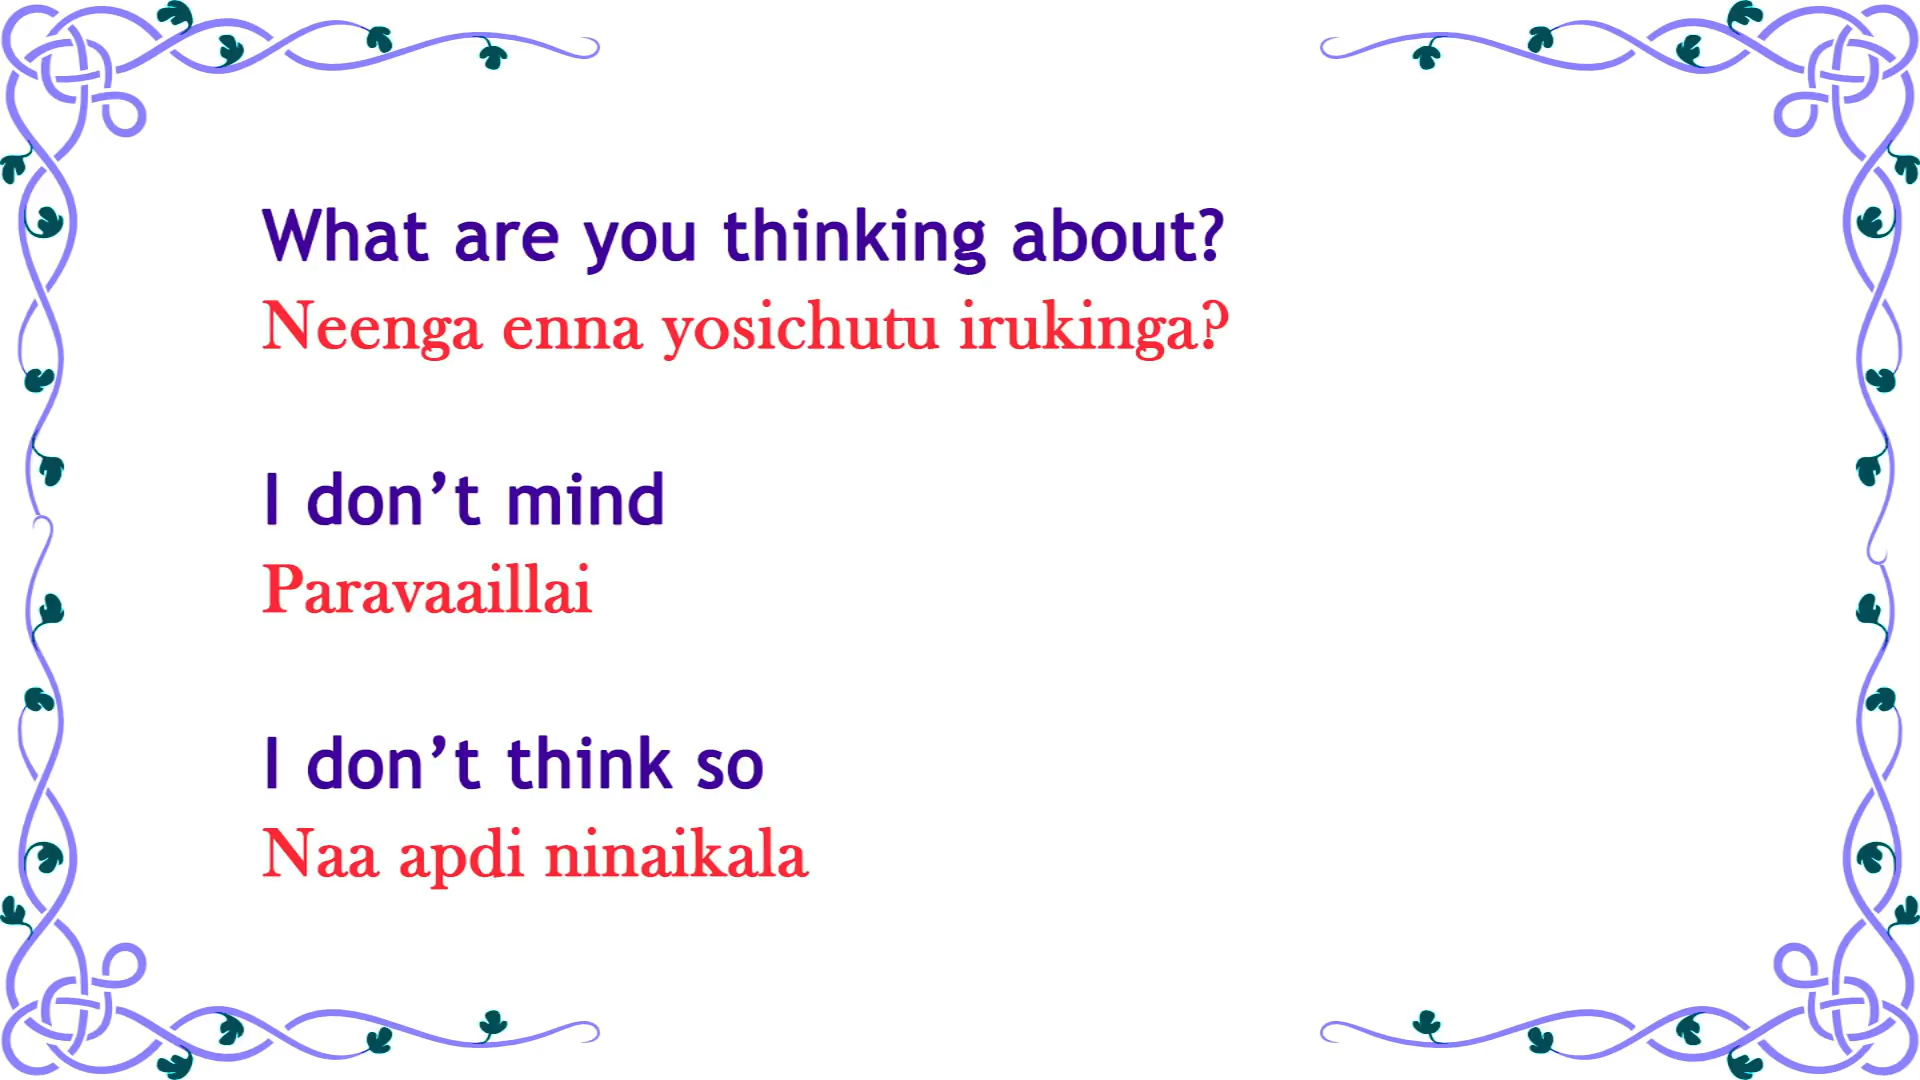 What are you thinking about?
Neenga enna yosichutu irukinga?
I don’t mind
Paravaaillai
I don’t think so
Naa apdi ninaikala